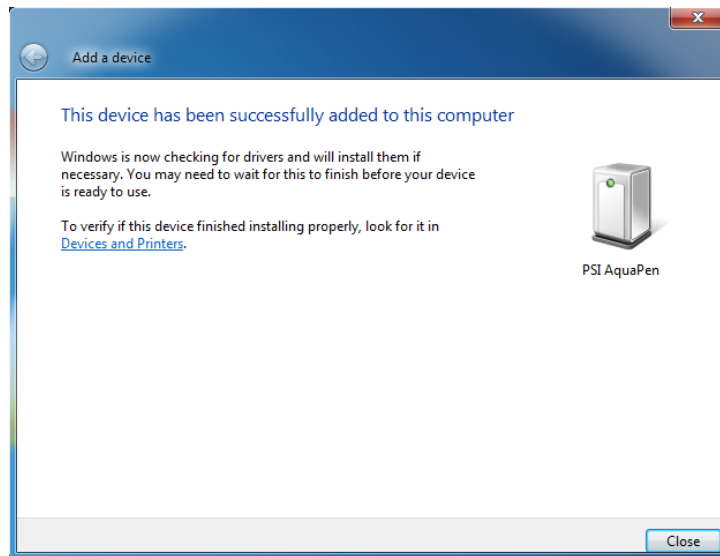 Add a device
This device has been successfully added to this computer
Windows is now checking for drivers and will install them if
necessary. You may need to wait for this to finish before your device
is ready to use.
To verify if this device finished installing properly, look for it in
Devices and Printers.
PSI AquaPen
Close